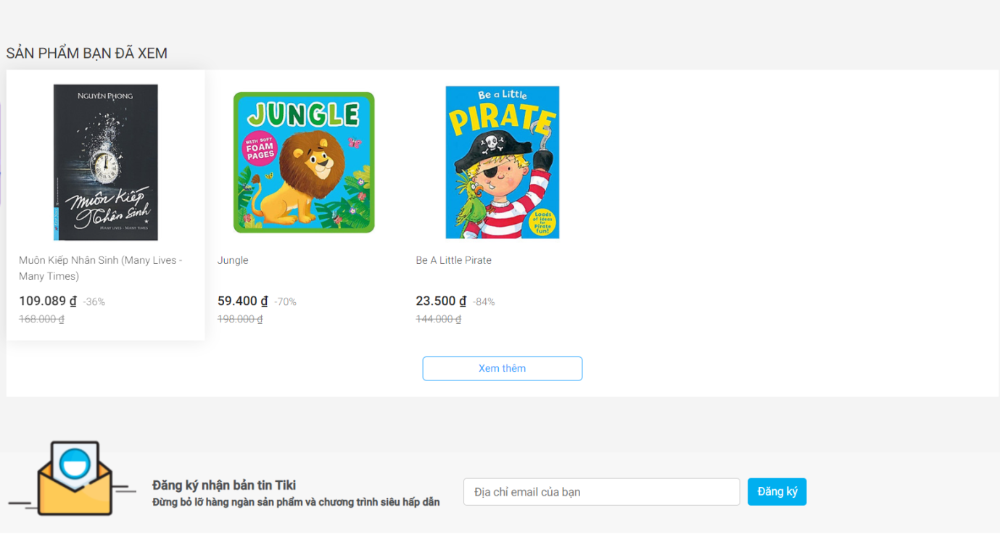 SẢN PHẨM BẠN ĐÃ XEM
NGUYÊN PHONG
Muôn Kiếp
Nhân Sinh
MANY LIVES - MANY TIMES
JUNGLE
WITH SOFT
FOAM
PAGES
Be a Little
PIRATE
Loads
of ideas
for
Pirate
fun!
Muôn Kiếp Nhân Sinh (Many Lives -
Many Times)
109.089 ₫ -36%
168.000 ₫
Jungle
59.400 ₫ -70%
198.000 ₫
Be A Little Pirate
23.500 ₫ -84%
144.000 ₫
Xem thêm
Đăng ký nhận bản tin Tiki
Đừng bỏ lỡ hàng ngàn sản phẩm và chương trình siêu hấp dẫn
Địa chỉ email của bạn
Đăng ký